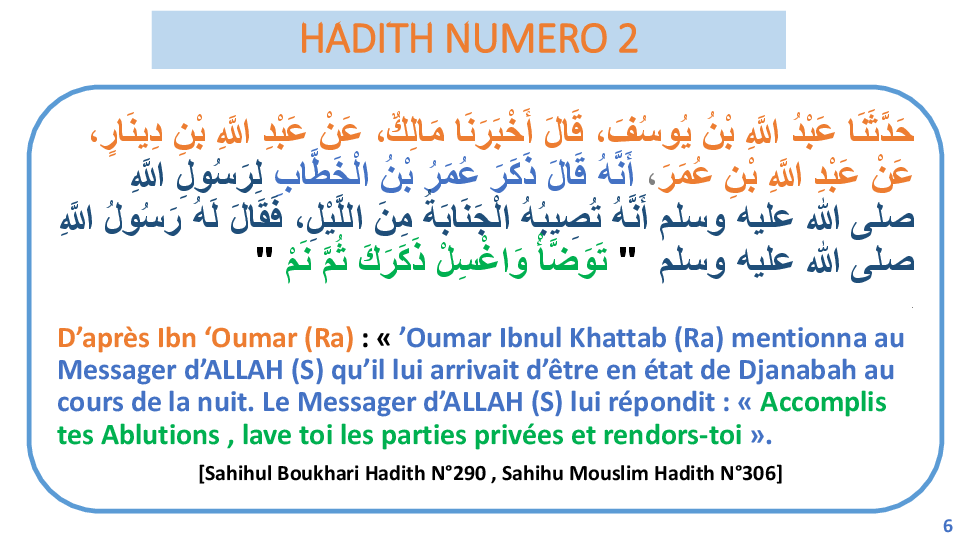 HADITH NUMERO 2
حَدَّثَنَا عَبْدُ اللَّهِ بْنُ يُوسُفَ، قَالَ أَخْبَرَنَا مَالِكٌ، عَنْ عَبْدِ اللَّهِ بْنِ دِينَارٍ،
عَنْ عَبْدِ اللَّهِ بْنِ عُمَرَ، أَنَّهُ قَالَ ذَكَرَ عُمَرُ بْنُ الْخَطَّابِ لِرَسُولِ اللَّهِ
صلى الله عليه وسلم أَنَّهُ تُصِيبُهُ الْجَنَابَةُ مِنَ اللَّيْلِ، فَقَالَ لَهُ رَسُولُ اللَّهِ
صلى الله عليه وسلم " تَوَضَّأْ وَاغْسِلْ ذَكَرَكَ ثُمَّ نَمْ "
.
D’après Ibn ‘Oumar (Ra) : « ’Oumar Ibnul Khattab (Ra) mentionna au
Messager d’ALLAH (S) qu’il lui arrivait d’être en état de Djanabah au
cours de la nuit. Le Messager d’ALLAH (S) lui répondit : « Accomplis
tes Ablutions , lave toi les parties privées et rendors-toi ».
[Sahihul Boukhari Hadith N°290 , Sahihu Mouslim Hadith N°306]
6